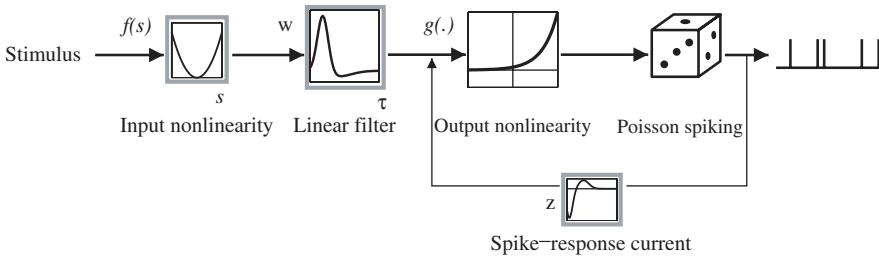 f(s)
w
g(.)
Stimulus
s
τ
Input nonlinearity
Linear filter
Output nonlinearity
Poisson spiking
z
Spike−response current